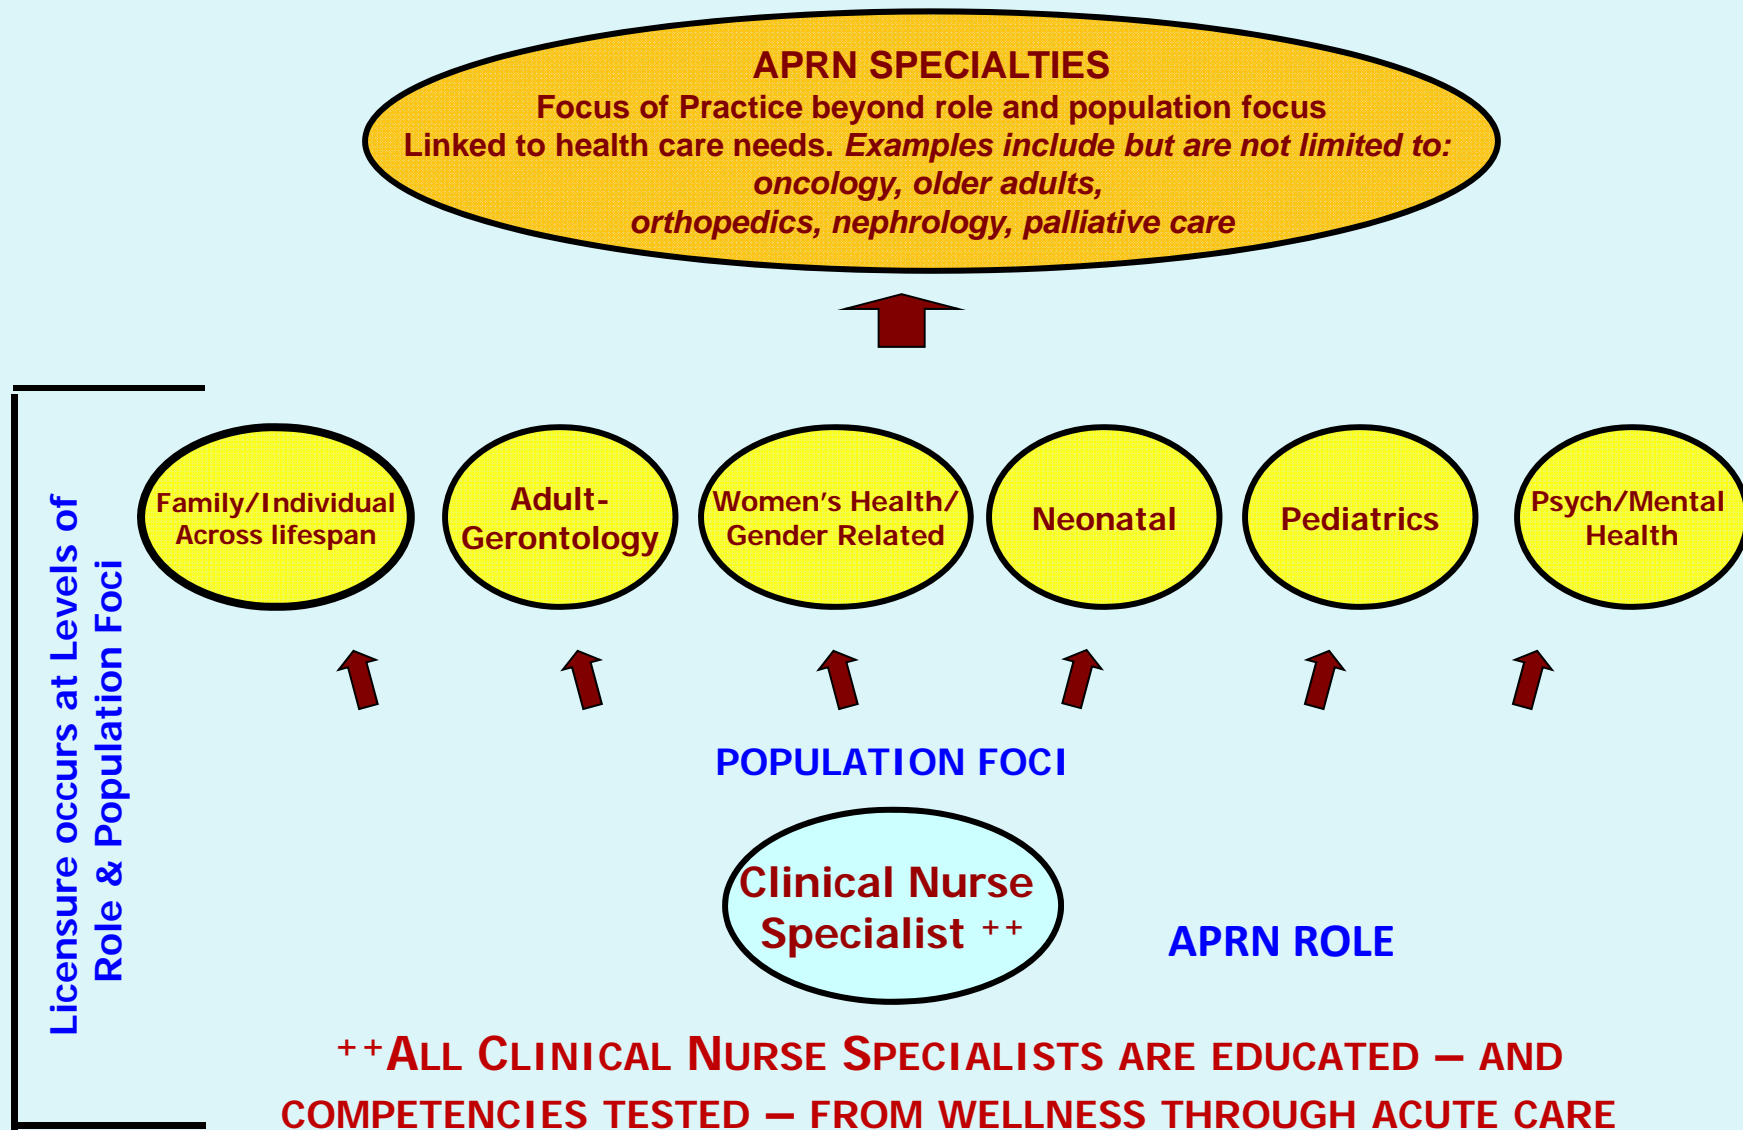 APRN SPECIALTIES
Focus of Practice beyond role and population focus
Linked to health care needs. Examples include but are not limited to:
oncology, older adults,
orthopedics, nephrology, palliative care
Licensure occurs at Levels of
Role & Population Foci
Family/Individual
Across lifespan
Adult-
Gerontology
Women's Health/
Gender Related
Neonatal
Pediatrics
Psych/Mental
Health
POPULATION FOCI
Clinical Nurse
Specialist ++
APRN ROLE
++ALL CLINICAL NURSE SPECIALISTS ARE EDUCATED – AND
COMPETENCIES TESTED – FROM WELLNESS THROUGH ACUTE CARE